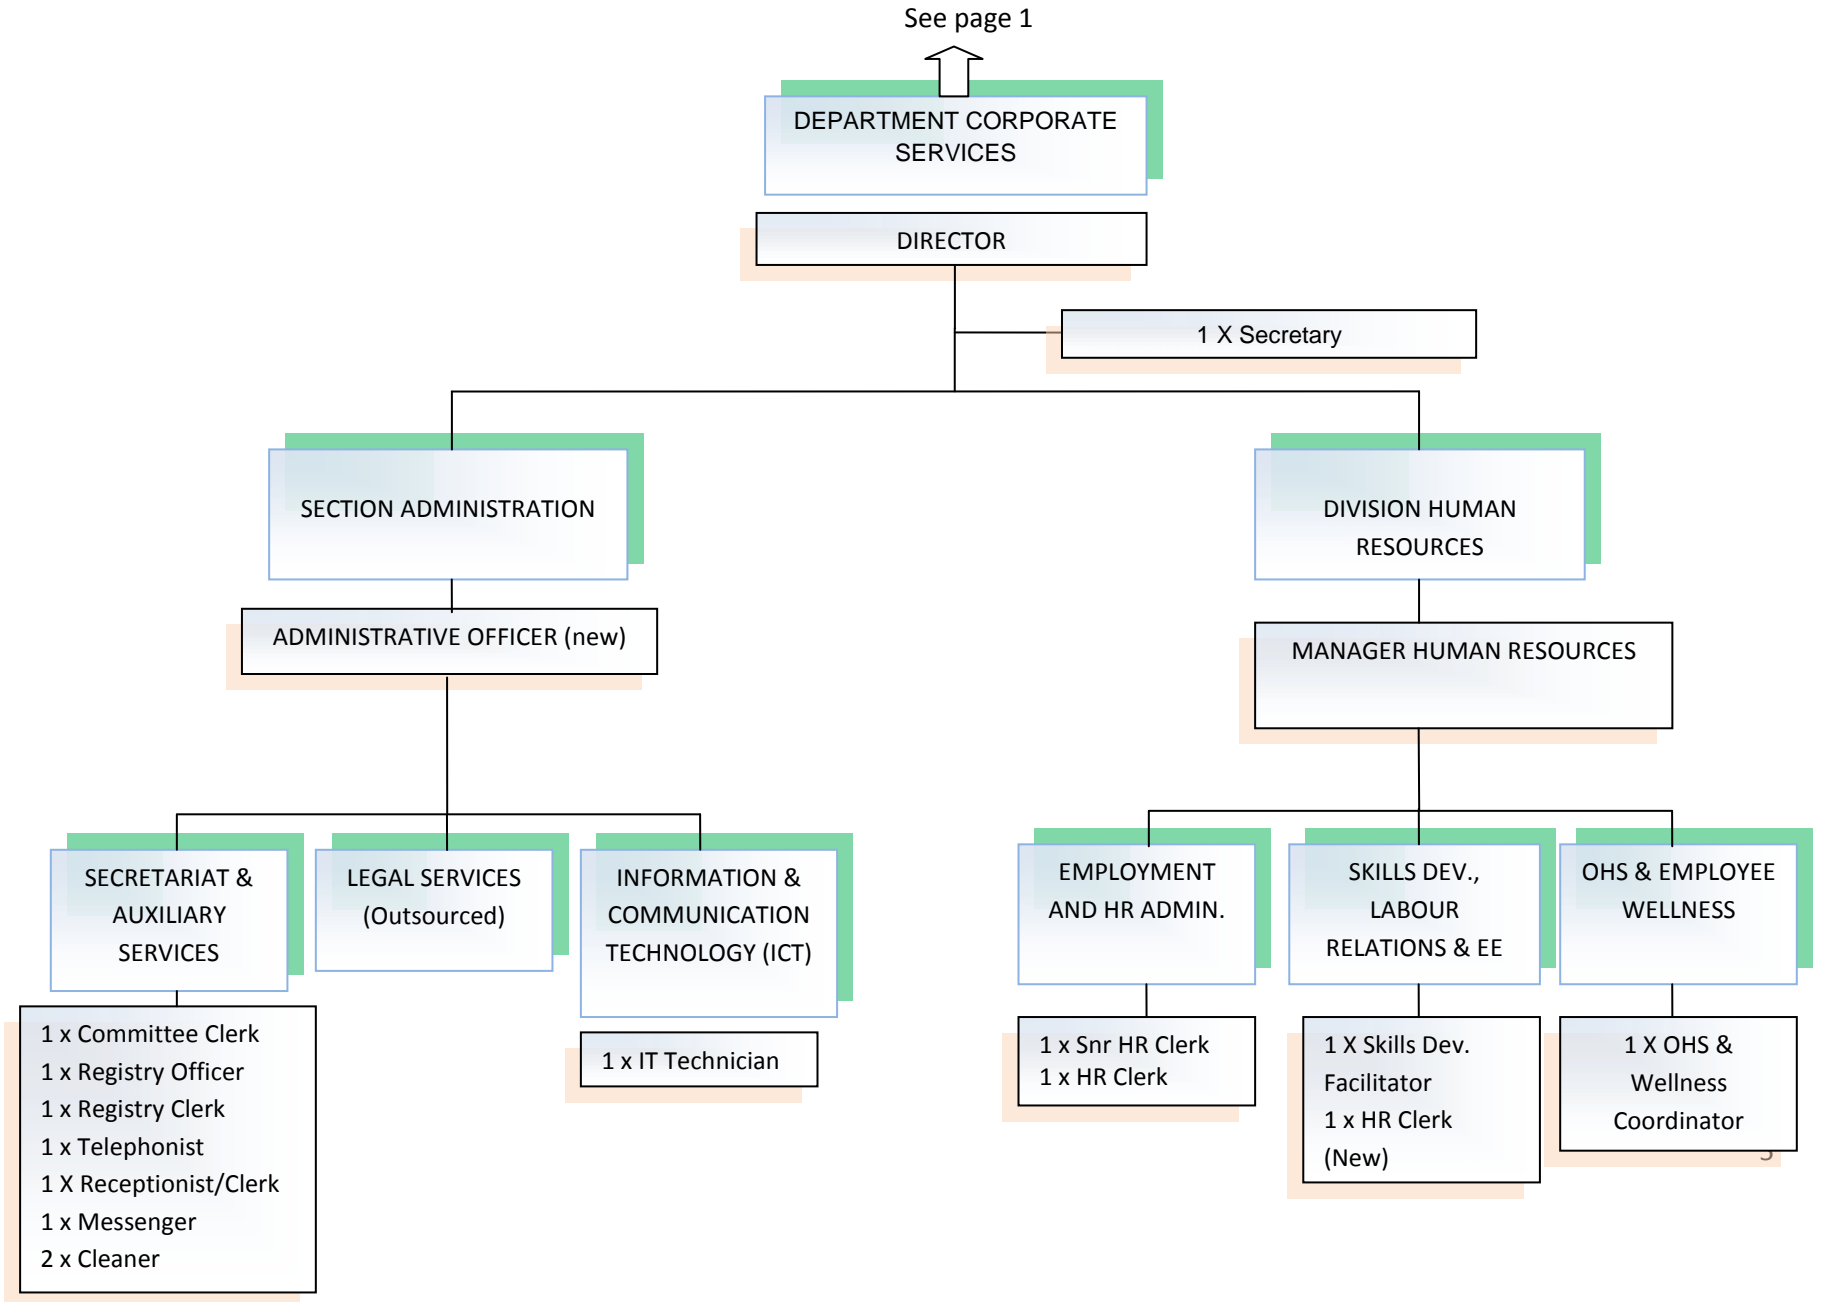 See page 1
DEPARTMENT CORPORATE
SERVICES
DIRECTOR
1 X Secretary
SECTION ADMINISTRATION
DIVISION HUMAN
RESOURCES
ADMINISTRATIVE OFFICER (new)
MANAGER HUMAN RESOURCES
SECRETARIAT &
AUXILIARY
SERVICES
LEGAL SERVICES
(Outsourced)
INFORMATION &
COMMUNICATION
TECHNOLOGY (ICT)
EMPLOYMENT
AND HR ADMIN.
SKILLS DEV.,
LABOUR
RELATIONS & EE
OHS & EMPLOYEE
WELLNESS
1 x Committee Clerk
1 x Registry Officer
1 x Registry Clerk
1 x Telephonist
1 X Receptionist/Clerk
1 x Messenger
2 x Cleaner
1 x IT Technician
1 x Snr HR Clerk
1 x HR Clerk
1 X Skills Dev.
Facilitator
1 x HR Clerk
(New)
1 X OHS &
Wellness
Coordinator